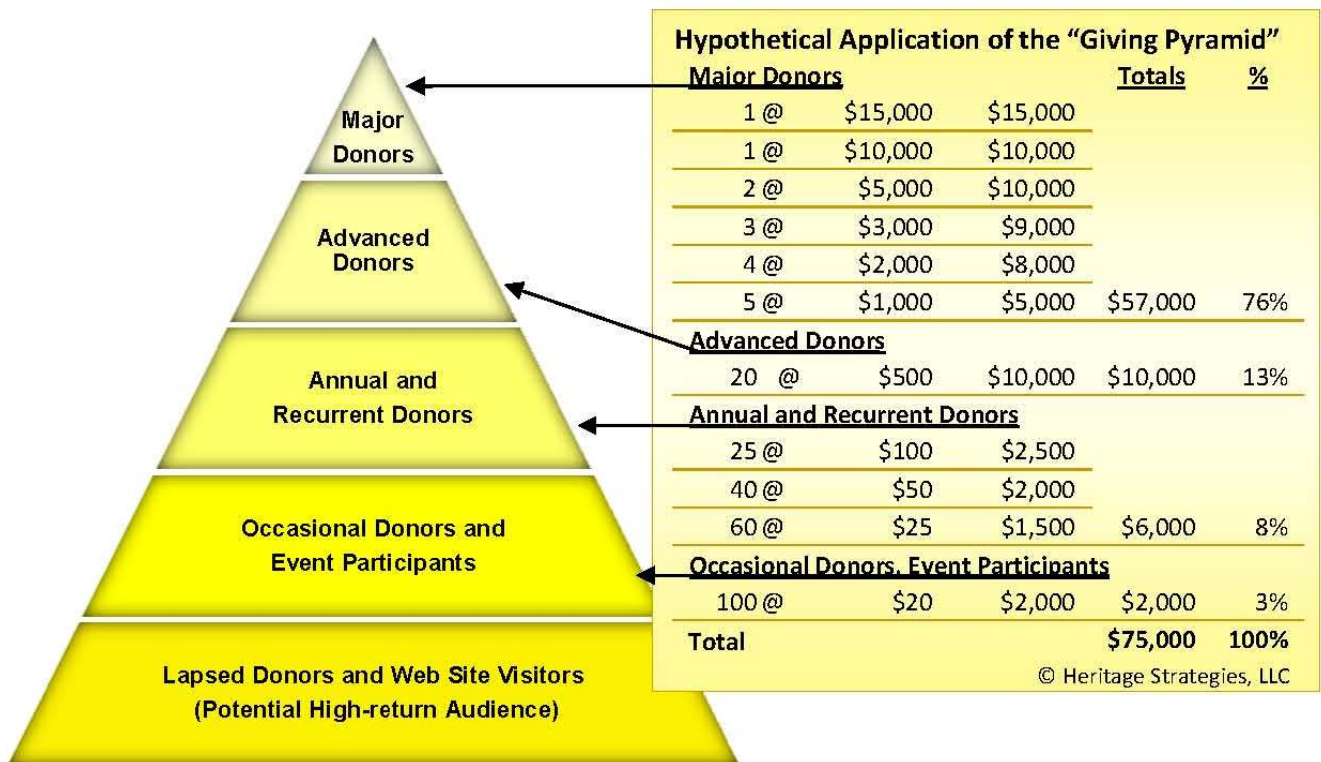 Major
Donors
Advanced
Donors
Annual and
Recurrent Donors
Occasional Donors and
Event Participants
Lapsed Donors and Web Site Visitors
(Potential High-return Audience)
Hypothetical Application of the “Giving Pyramid”
Major Donors Totals %
1 @ $15,000 $15,000
1 @ $10,000 $10,000
2 @ $5,000 $10,000
3 @ $3,000 $9,000
4 @ $2,000 $8,000
5 @ $1,000 $5,000 $57,000 76%
Advanced Donors
20 @ $500 $10,000 $10,000 13%
Annual and Recurrent Donors
25 @ $100 $2,500
40 @ $50 $2,000
60 @ $25 $1,500 $6,000 8%
Occasional Donors, Event Participants
100 @ $20 $2,000 $2,000 3%
Total $75,000 100%
© Heritage Strategies, LLC